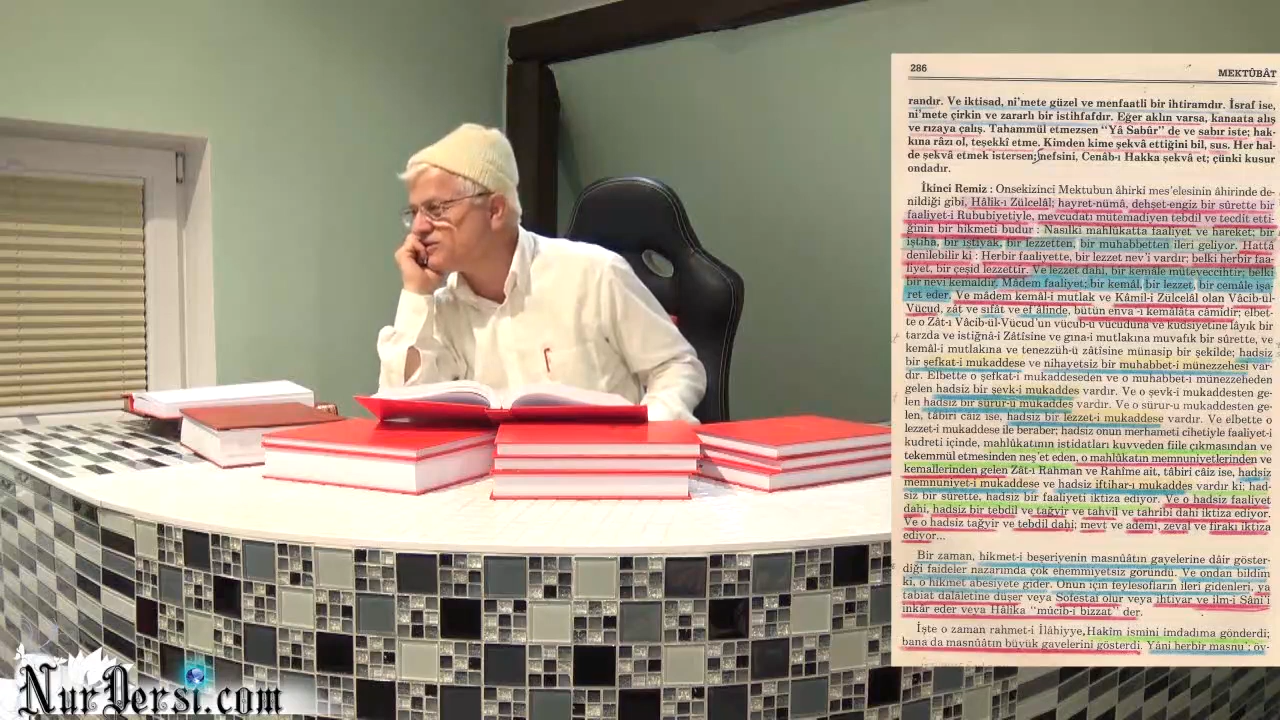 286
MEKTÛBÂT
randır. Ve iktisad, ni'mete güzel ve menfaatli bir ihtiramdır. İsraf ise,
ni'mete çirkin ve zararlı bir istihfafdır. Eğer aklın varsa, kanaata alış
ve rızaya çalış. Tahammül etmezsen "Yâ Sabûr" de ve sabır iste; hak-
kına râzı ol, teşekkî etme. Kimden kime şekvâ ettiğini bil, sus. Her hal-
de şekvâ etmek istersen; nefsini, Cenâb-ı Hakka şekvâ et; çünki kusur
ondadır.
İkinci Remiz : Onsekizinci Mektubun âhirki mes'elesinin âhirinde de-
nildiği gibi, Hâlik-ı Zülcelâl; hayret-nümâ, dehşet-engiz bir sûrette bir
faaliyet-i Rububiyetiyle, mevcudatı mütemadiyen tebdil ve tecdit etti-
ğinin bir hikmeti budur : Nasılki mahlûkatta faaliyet ve hareket; bir
iştiha, bir iştiyak, bir lezzetten, bir muhabbetten ileri geliyor. Hattâ
denilebilir ki : Herbir faaliyette, bir lezzet nev'i vardır; belki herbir faa-
liyet, bir çeşid lezzettir. Ve lezzet dahi, bir kemâle müteveccihtir; belki
bir nevi kemâldir. Mâdem faaliyet; bir kemâl, bir lezzet, bir cemâle işa-
ret eder. Ve mâdem kemâl-i mutlak ve Kâmil-i Zülcelâl olan Vâcib-ül-
Vücud, zât ve sıfât ve ef'âlinde, bütün enva'-ı kemâlâta câmidir; elbet-
te o Zât-ı Vâcib-ül-Vücud'un vücub-u vücuduna ve kudsiyetine lâyık bir
tarzda ve istiğnâ-i Zâtîsine ve gına-i mutlakına muvafık bir sûrette, ve
kemâl-i mutlakına ve tenezzüh-ü zâtîsine münasip bir şekilde; hadsiz
bir şefkat-i mukaddese ve nihayetsiz bir muhabbet-i münezzehesi var-
dır. Elbette o şefkat-i mukaddeseden ve o muhabbet-i münezzeheden
gelen hadsiz bir şevk-i mukaddes vardır. Ve o şevk-i mukaddesten ge-
len hadsiz bir sürur-u mukaddes vardır. Ve o sürur-u mukaddesten ge-
len, tâbiri câiz ise, hadsiz bir lezzet-i mukaddese vardır. Ve elbette o
lezzet-i mukaddese ile beraber; hadsiz onun merhameti cihetiyle faaliyet-i
kudreti içinde, mahlûkatının istidatları kuvveden fiile çıkmasından ve
tekemmül etmesinden neş'et eden, o mahlûkatın memnuniyetlerinden ve
kemallerinden gelen Zât-ı Rahman ve Rahîme ait, tâbiri câiz ise, hadsiz
memnuniyet-i mukaddese ve hadsiz iftihar-ı mukaddes vardır ki; had-
siz bir sûrette, hadsiz bir faaliyeti iktiza ediyor. Ve o hadsiz faaliyet
dahi, hadsiz bir tebdil ve tağyir ve tahvil ve tahribi dahi iktiza ediyor.
Ve o hadsiz tağyir ve tebdil dahi; mevt ve ademi, zeval ve firakı iktiza
ediyor...
Bir zaman, hikmet-i beşeriyenin masnûâtın gayelerine dâir göster-
diği faideler nazarımda çok ehemmiyetsiz göründü. Ve ondan bildim
ki, o hikmet abesiyete gider. Onun için feylesofların ileri gidenleri, ya
tabiat dalâletine düşer veya Sofestaî olur veya ihtiyar ve ilm-i Sâni'i
inkâr eder veya Hâlika "mûcib-i bizzat" der.
İşte o zaman rahmet-i İlâhiyye, Hakîm ismini imdadıma gönderdi;
bana da masnûâtın büyük gayelerini gösterdi. Yâni herbir masnu'; öy-
NurDersi.com